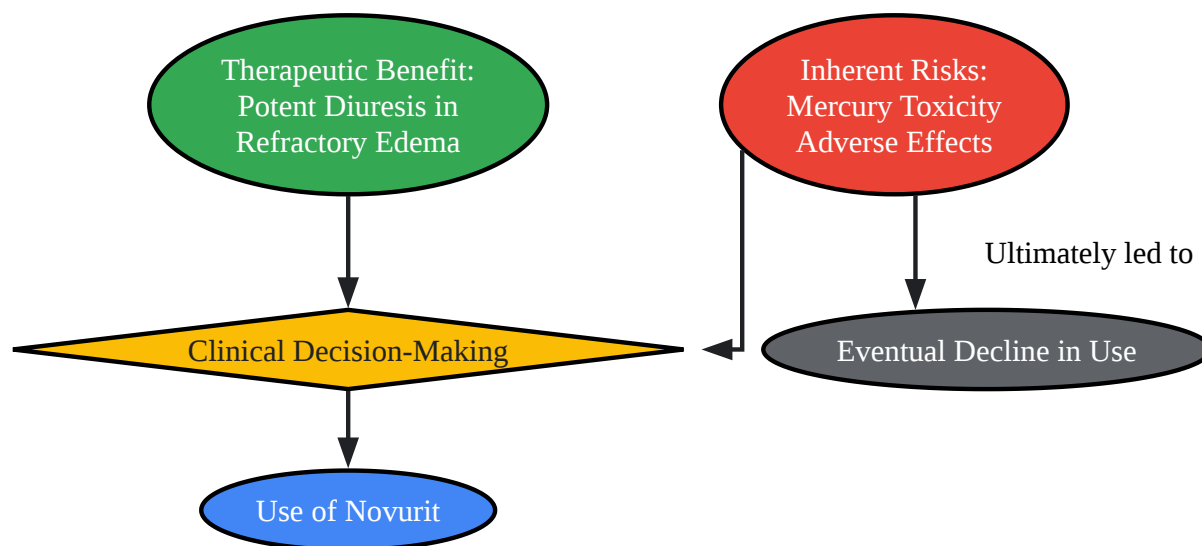 Therapeutic Benefit:
Potent Diuresis in
Refractory Edema
Inherent Risks:
Mercury Toxicity
Adverse Effects
Ultimately led to
Clinical Decision-Making
Eventual Decline in Use
Use of Novurit